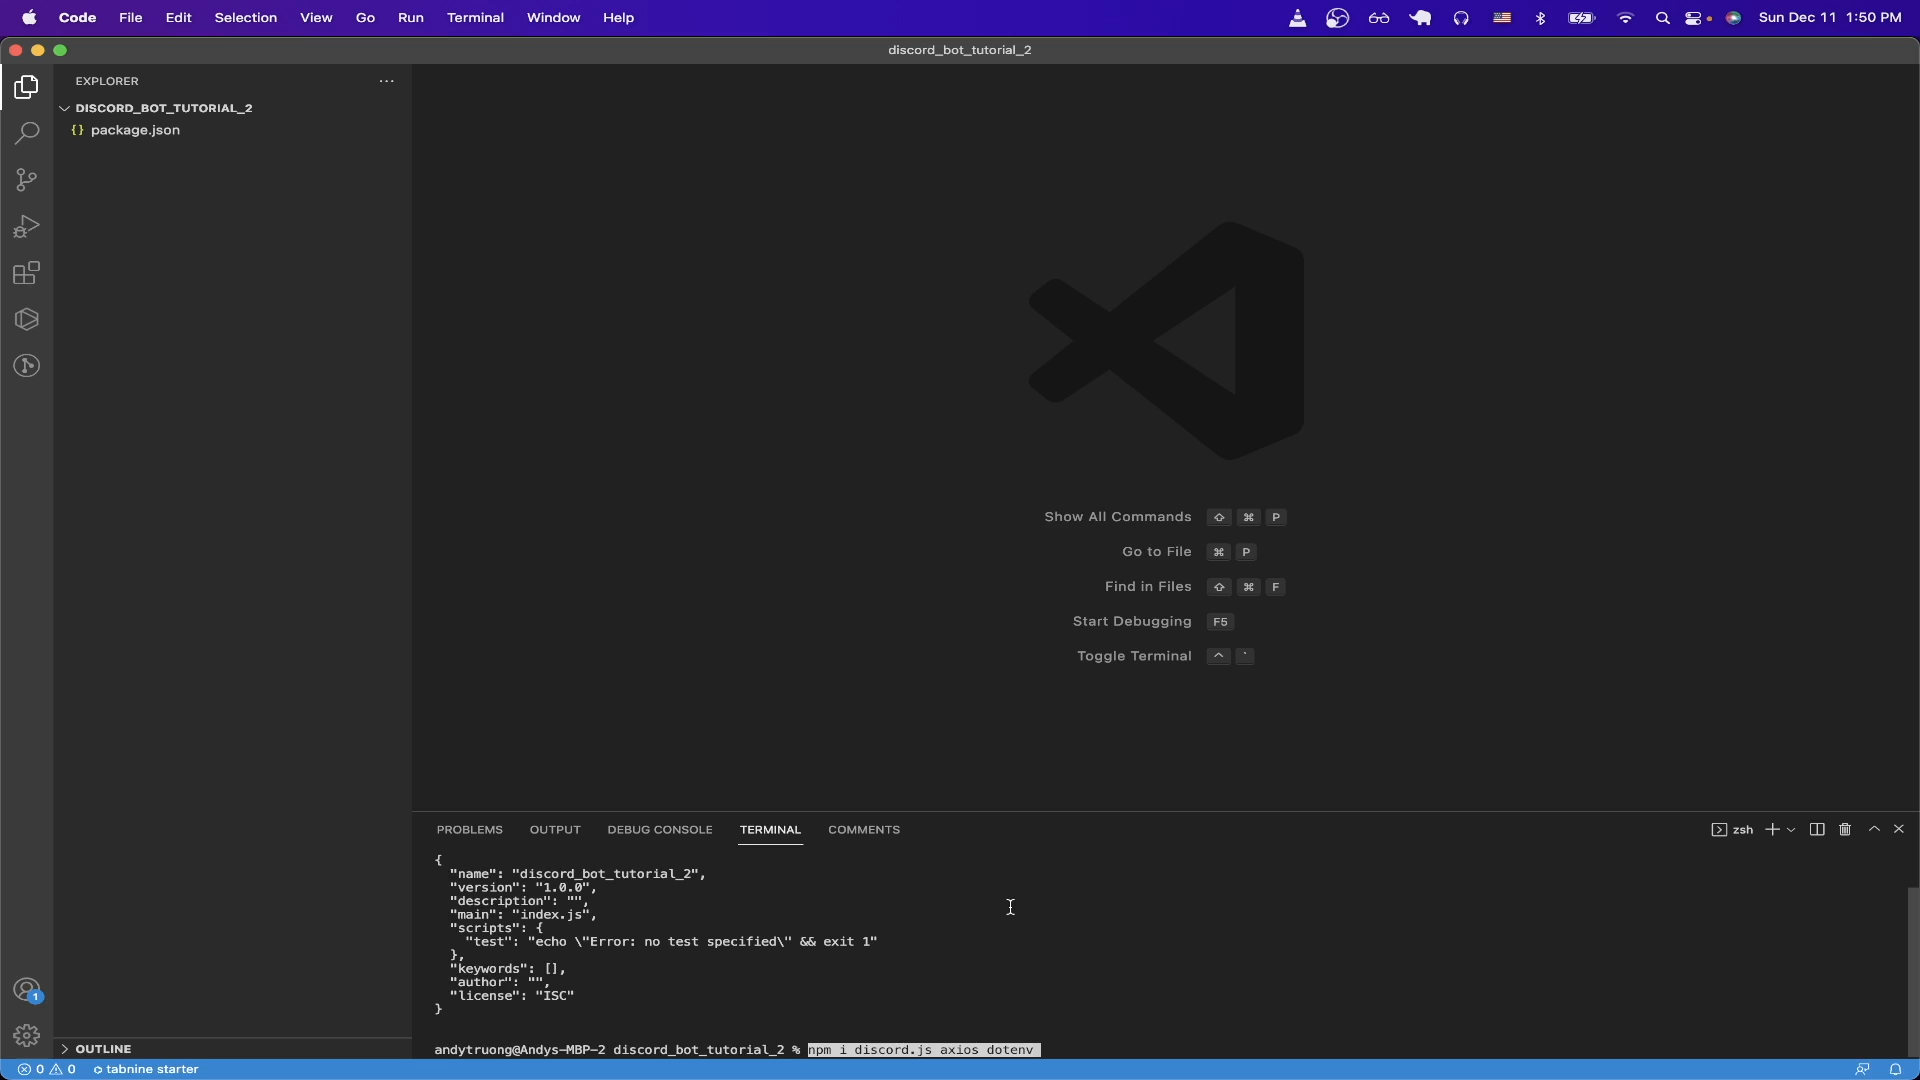 Code File Edit Selection View Go Run Terminal Window Help Sun Dec 11 1:50 PM
discord_bot_tutorial_2
EXPLORER
DISCORD_BOT_TUTORIAL_2
{} package.json
Show All Commands ⇧ ⌘ P
Go to File ⌘ P
Find in Files ⇧ ⌘ F
Start Debugging F5
Toggle Terminal ^ `
PROBLEMS OUTPUT DEBUG CONSOLE TERMINAL COMMENTS zsh
{
"name": "discord_bot_tutorial_2",
"version": "1.0.0",
"description": "",
"main": "index.js",
"scripts": {
"test": "echo \"Error: no test specified\" && exit 1"
},
"keywords": [],
"author": "",
"license": "ISC"
}
andytruong@Andys-MBP-2 discord_bot_tutorial_2 % npm i discord.js axios dotenv
1
OUTLINE
0 0 tabnine starter